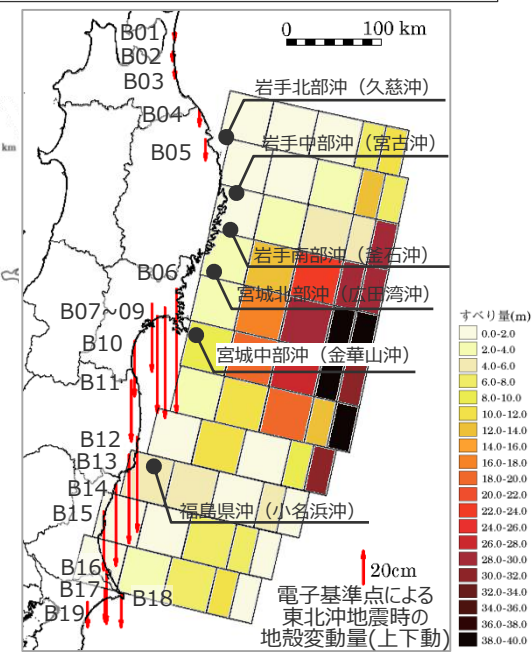 B01
B02
B03
B04
B05
B06
B07~09
B10
B11
B12
B13
B14
B15
B16
B17
B18
B19
0 100 km
km
岩手北部沖（久慈沖）
岩手中部沖（宮古沖）
岩手南部沖（釜石沖）
宮城北部沖（広田湾沖）
宮城中部沖（金華山沖）
福島県沖（小名浜沖）
20cm
電子基準点による
東北沖地震時の
地殻変動量(上下動)
すべり量(m)
0.0-2.0
2.0-4.0
4.0-6.0
6.0-8.0
8.0-10.0
10.0-12.0
12.0-14.0
14.0-16.0
16.0-18.0
18.0-20.0
20.0-22.0
22.0-24.0
24.0-26.0
26.0-28.0
28.0-30.0
30.0-32.0
32.0-34.0
34.0-36.0
36.0-38.0
38.0-40.0